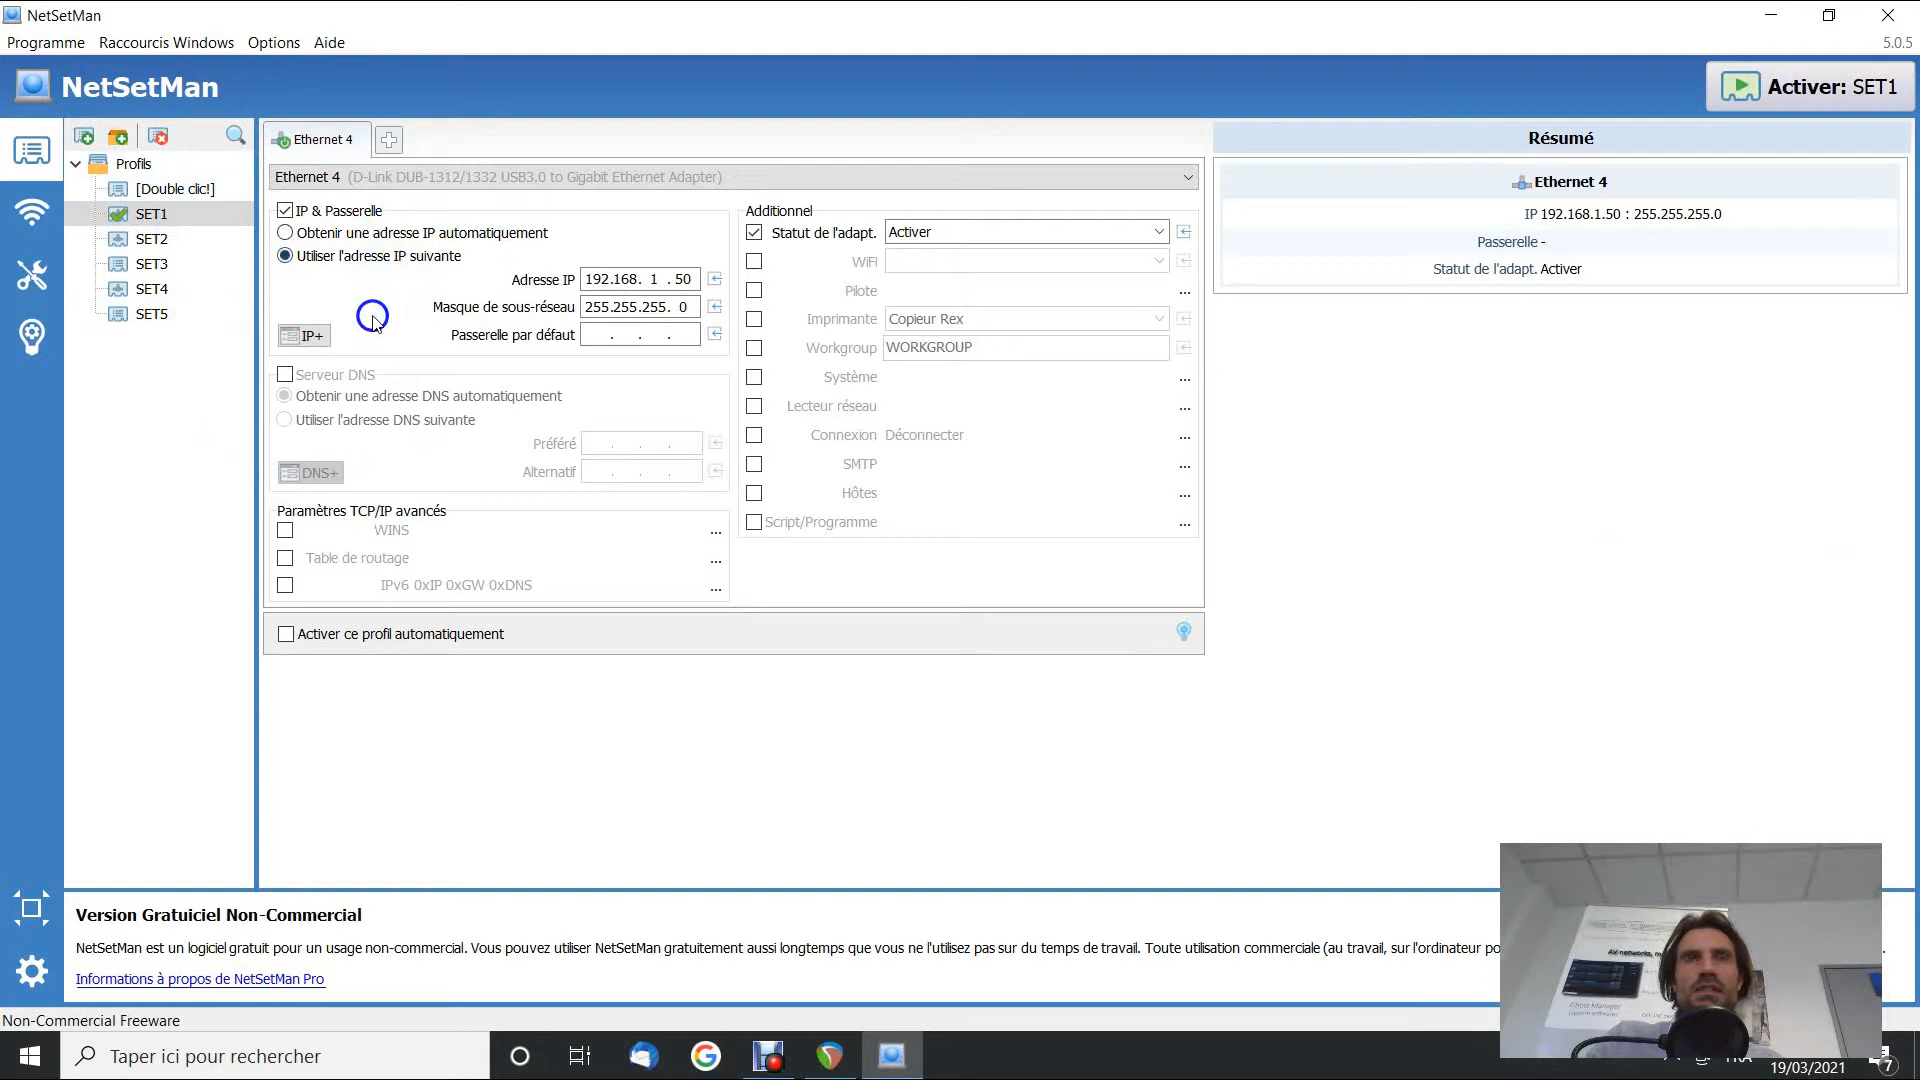 NetSetMan
Programme Raccourcis Windows Options Aide
5.0.5
NetSetMan
Activer: SET1
Profils
[Double clic!]
SET1
SET2
SET3
SET4
SET5
Ethernet 4
Ethernet 4 (D-Link DUB-1312/1332 USB3.0 to Gigabit Ethernet Adapter)
IP & Passerelle
Obtenir une adresse IP automatiquement
Utiliser l'adresse IP suivante
Adresse IP 192.168. 1 . 50
Masque de sous-réseau 255.255.255. 0
IP+ Passerelle par défaut . . .
Serveur DNS
Obtenir une adresse DNS automatiquement
Utiliser l'adresse DNS suivante
Préféré . . .
DNS+ Alternatif . . .
Paramètres TCP/IP avancés
WINS ...
Table de routage ...
IPv6 0xIP 0xGW 0xDNS ...
Additionnel
Statut de l'adapt. Activer
WiFi
Pilote ...
Imprimante Copieur Rex
Workgroup WORKGROUP
Système ...
Lecteur réseau ...
Connexion Déconnecter ...
SMTP ...
Hôtes ...
Script/Programme ...
Activer ce profil automatiquement
Résumé
Ethernet 4
IP 192.168.1.50 : 255.255.255.0
Passerelle -
Statut de l'adapt. Activer
Version Gratuiciel Non-Commercial
NetSetMan est un logiciel gratuit pour un usage non-commercial. Vous pouvez utiliser NetSetMan gratuitement aussi longtemps que vous ne l'utilisez pas sur du temps de travail. Toute utilisation commerciale (au travail, sur l'ordinateur
Informations à propos de NetSetMan Pro
Non-Commercial Freeware
Taper ici pour rechercher
19/03/2021
7
AV networks,
Ghost Manager